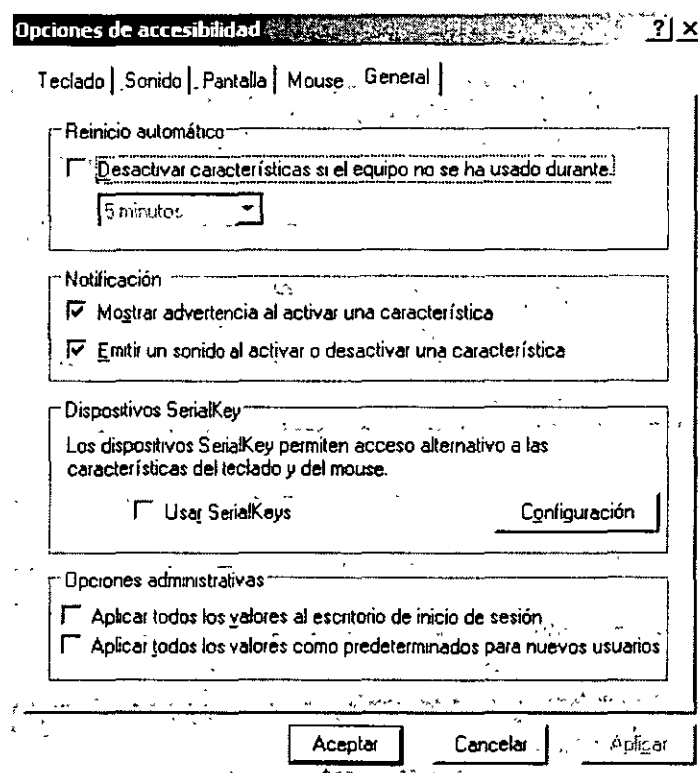 Opciones de accesibilidad ? ×
Teclado Sonido Pantalla Mouse General
Reinicio automático
Desactivar características si el equipo no se ha usado durante:
5 minutos
Notificación
Mostrar advertencia al activar una característica
Emitir un sonido al activar o desactivar una característica
Dispositivos SerialKey
Los dispositivos SerialKey permiten acceso alternativo a las
características del teclado y del mouse.
Usar SerialKeys Configuración
Opciones administrativas
Aplicar todos los valores al escritorio de inicio de sesión
Aplicar todos los valores como predeterminados para nuevos usuarios
Aceptar Cancelar Aplicar